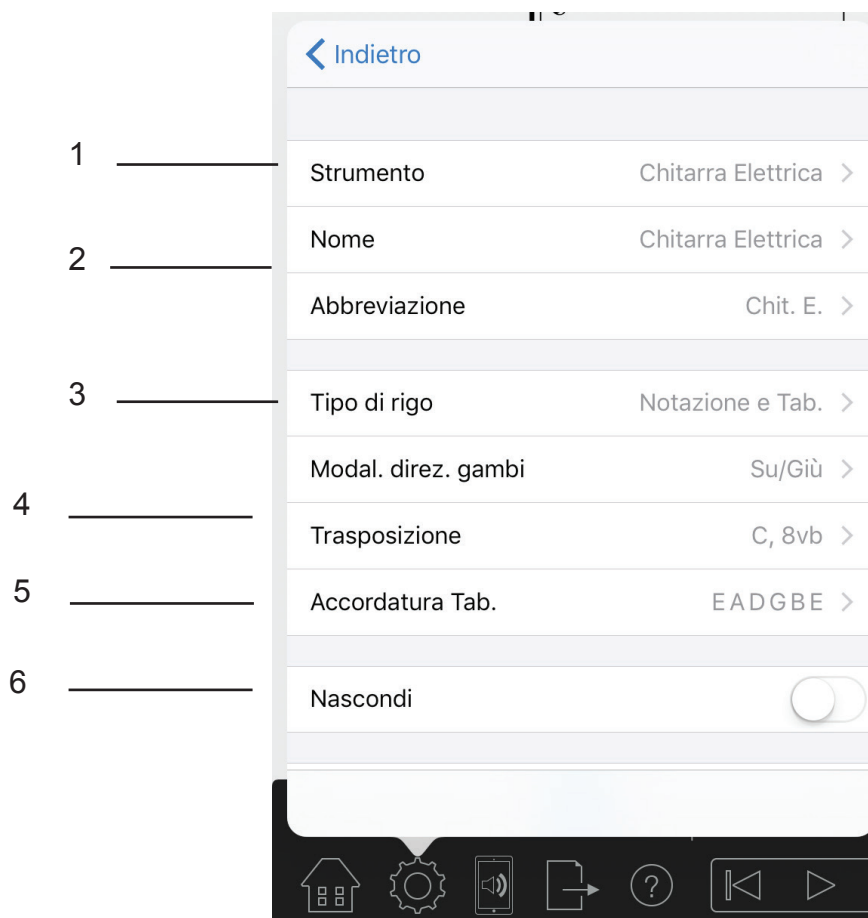 Indietro
1 Strumento Chitarra Elettrica
Nome Chitarra Elettrica
2
Abbreviazione Chit. E.
3 Tipo di rigo Notazione e Tab.
Modal. direz. gambi Su/Giù
4 Trasposizione C, 8vb
5 Accordatura Tab. EADGBE
6 Nascondi
?